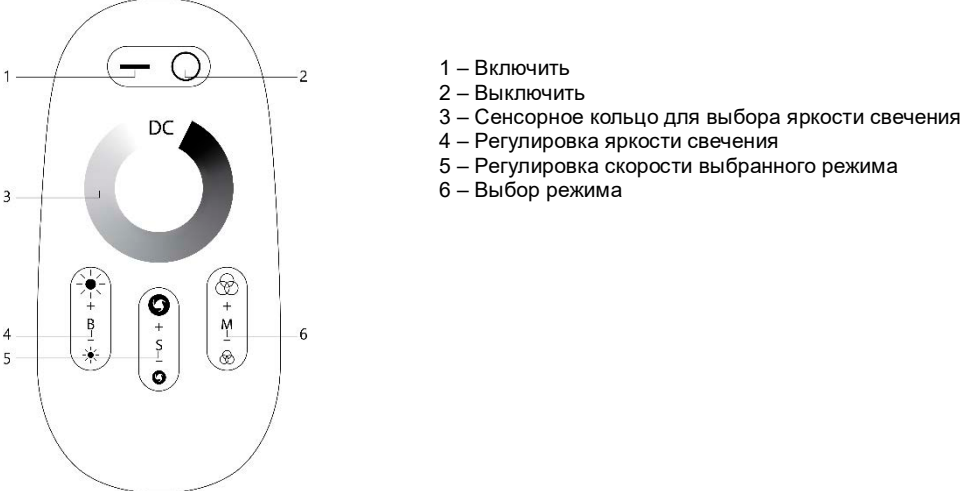 1
2
DC
3
+
B
–
+
S
–
+
M
–
4
5
6
1 – Включить
2 – Выключить
3 – Сенсорное кольцо для выбора яркости свечения
4 – Регулировка яркости свечения
5 – Регулировка скорости выбранного режима
6 – Выбор режима